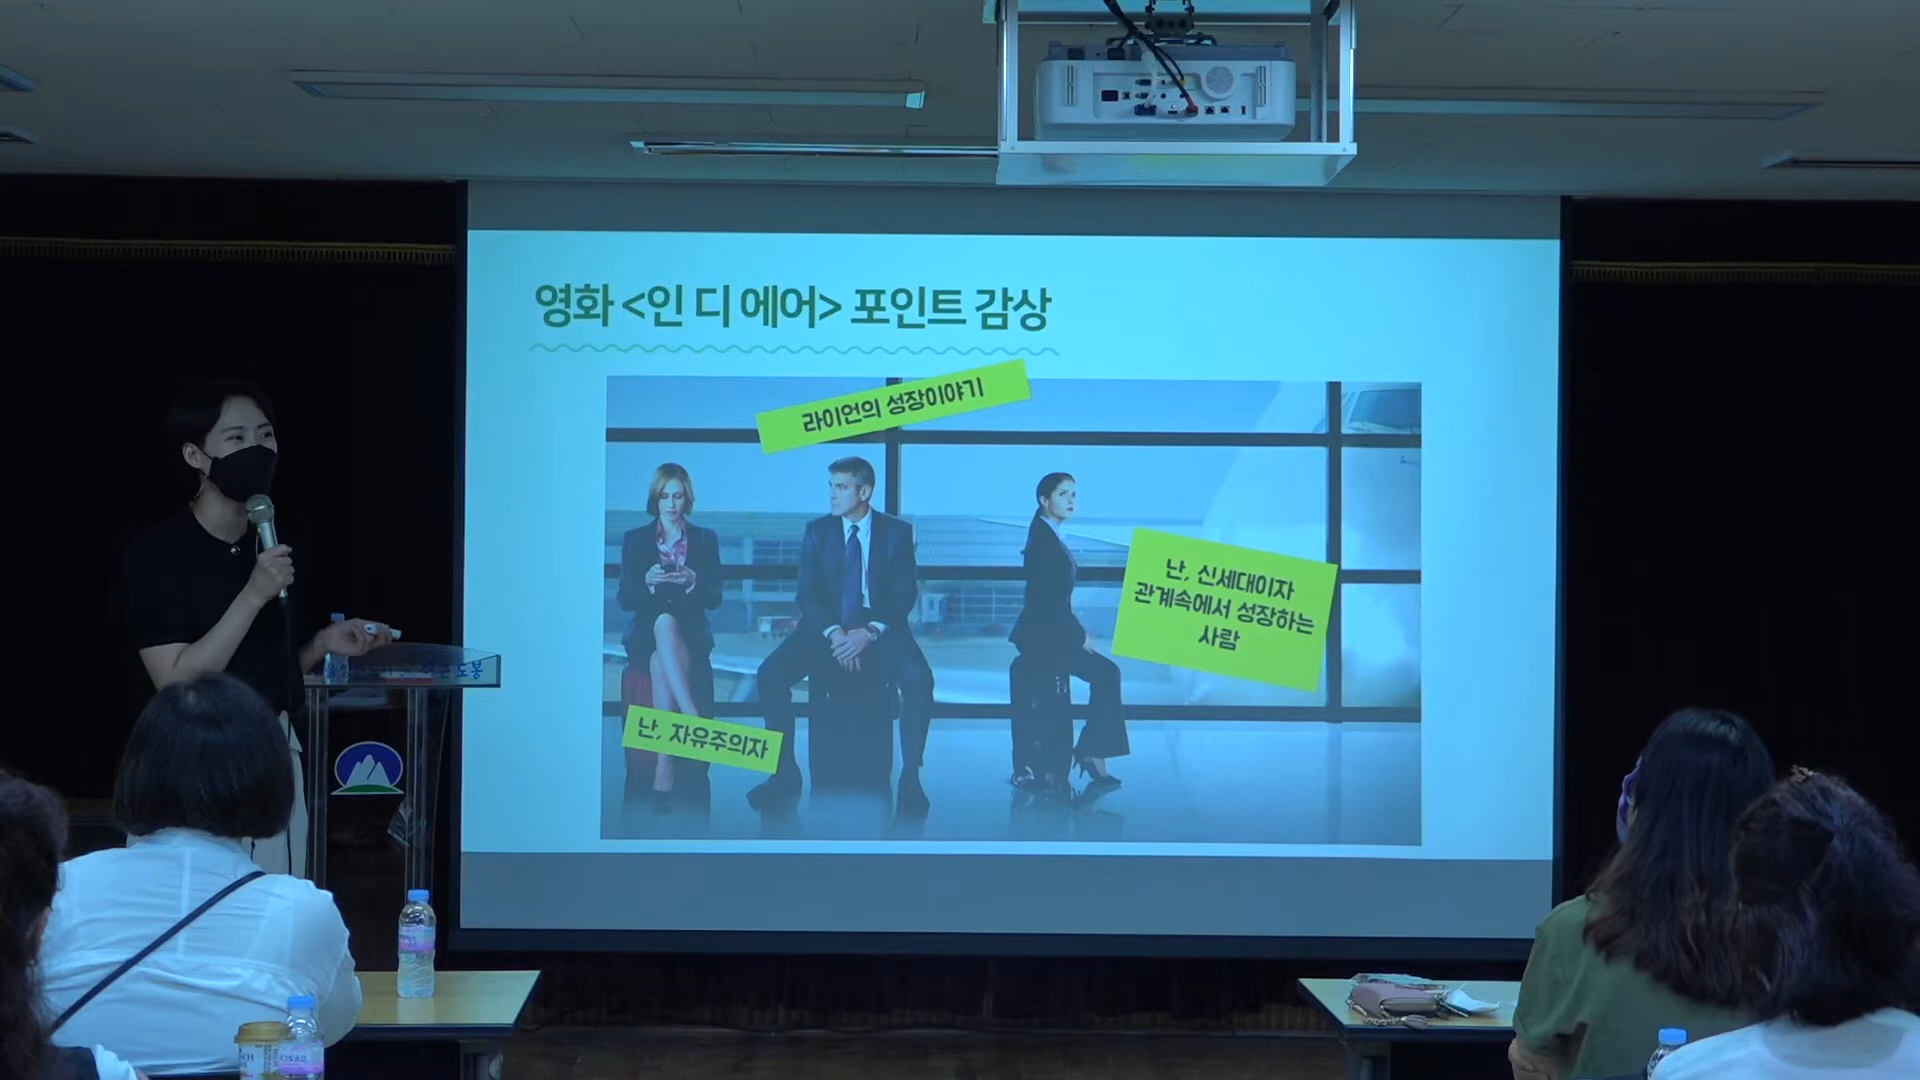 영화 <인 디 에어> 포인트 감상
라이언의 성장이야기
난, 신세대이자
관계속에서 성장하는
사람
난, 자유주의자
도봉